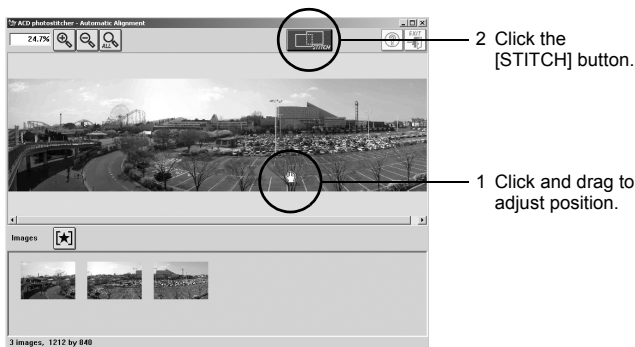 ACD photostitcher - Automatic Alignment
24.7%
ALL
STITCH
EXIT
2 Click the
[STITCH] button.
1 Click and drag to
adjust position.
Images
3 images, 1212 by 840